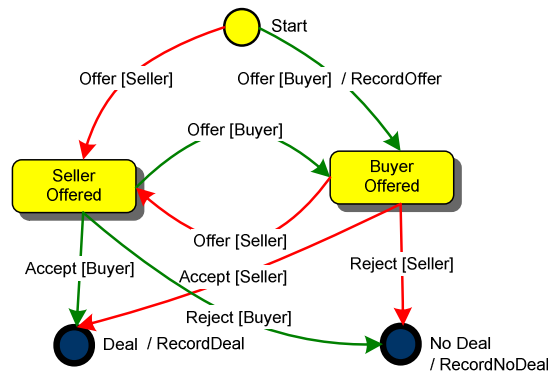 Start
Offer [Seller]
Offer [Buyer] / RecordOffer
Offer [Buyer]
Seller
Offered
Buyer
Offered
Offer [Seller]
Accept [Buyer]
Accept [Seller]
Reject [Seller]
Reject [Buyer]
Deal / RecordDeal
No Deal
/ RecordNoDeal